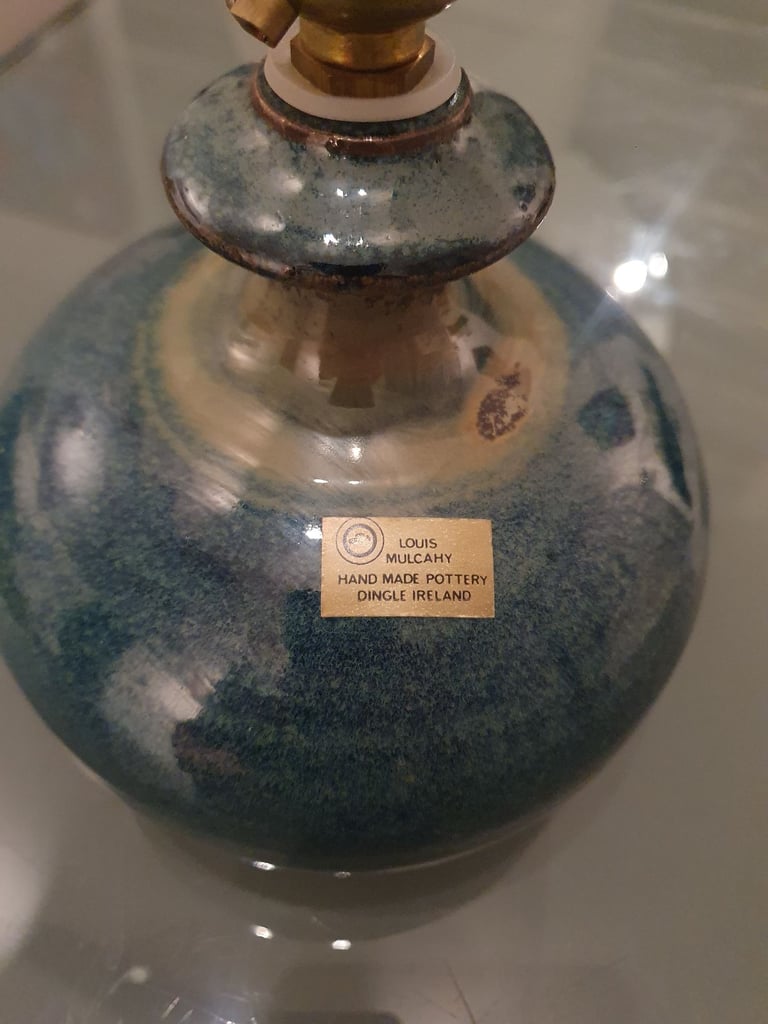 LOUIS
MULCAHY
HAND MADE POTTERY
DINGLE IRELAND